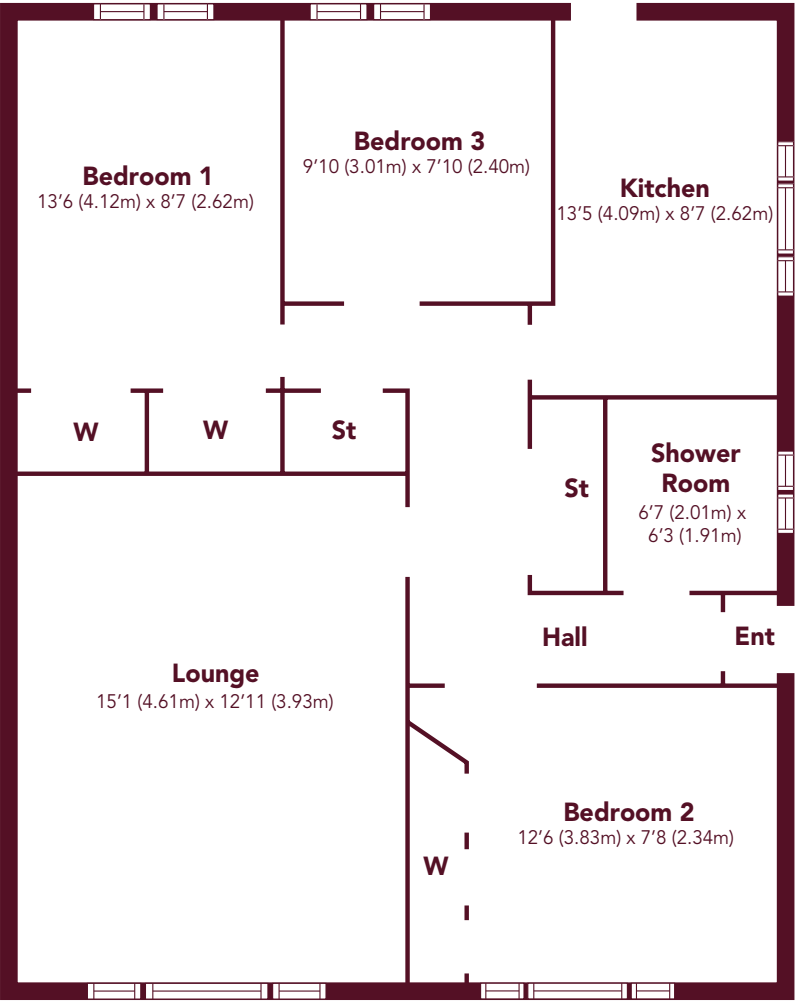 Bedroom 1
13’6 (4.12m) x 8’7 (2.62m)
Bedroom 3
9’10 (3.01m) x 7’10 (2.40m)
Kitchen
13’5 (4.09m) x 8’7 (2.62m)
W
W
St
St
Shower
Room
6’7 (2.01m) x
6’3 (1.91m)
Hall
Ent
Lounge
15’1 (4.61m) x 12’11 (3.93m)
Bedroom 2
12’6 (3.83m) x 7’8 (2.34m)
W